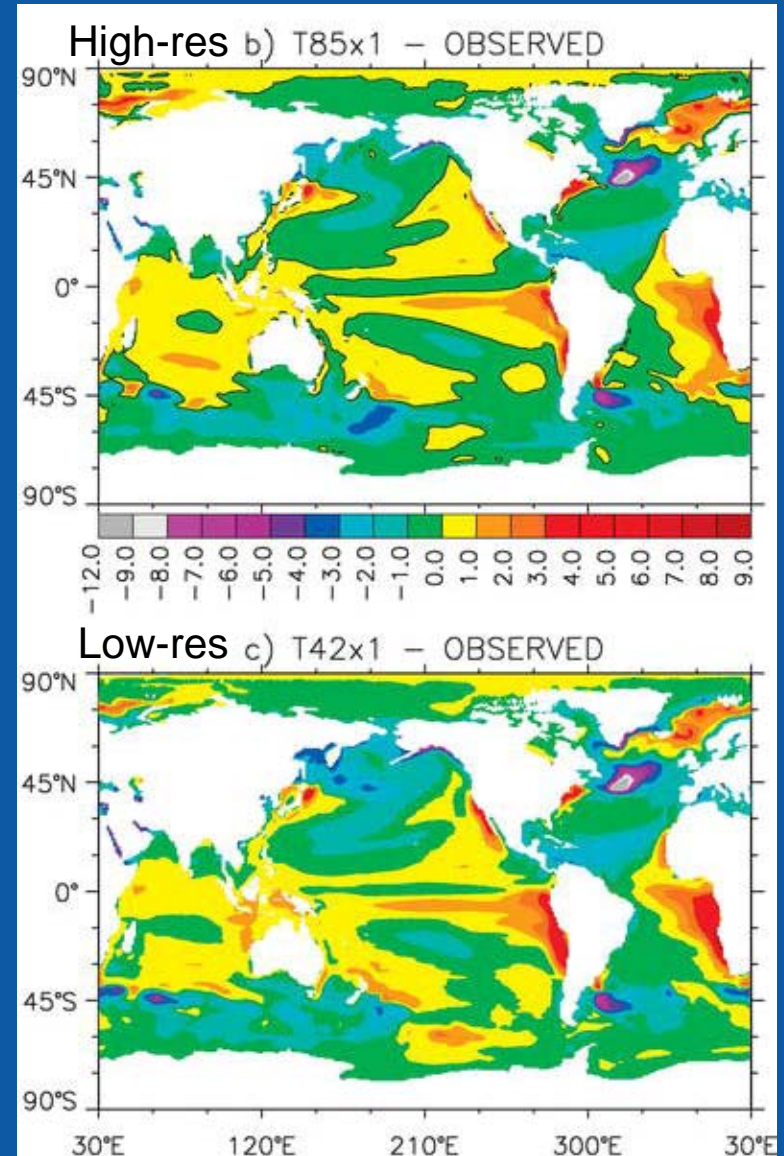 High-res b) T85x1 – OBSERVED
90°N
45°N
0°
45°S
90°S
−12.0 −9.0 −8.0 −7.0 −6.0 −5.0 −4.0 −3.0 −2.0 −1.0 0.0 1.0 2.0 3.0 4.0 5.0 6.0 7.0 8.0 9.0
Low-res c) T42x1 – OBSERVED
90°N
45°N
0°
45°S
90°S
30°E 120°E 210°E 300°E 30°E